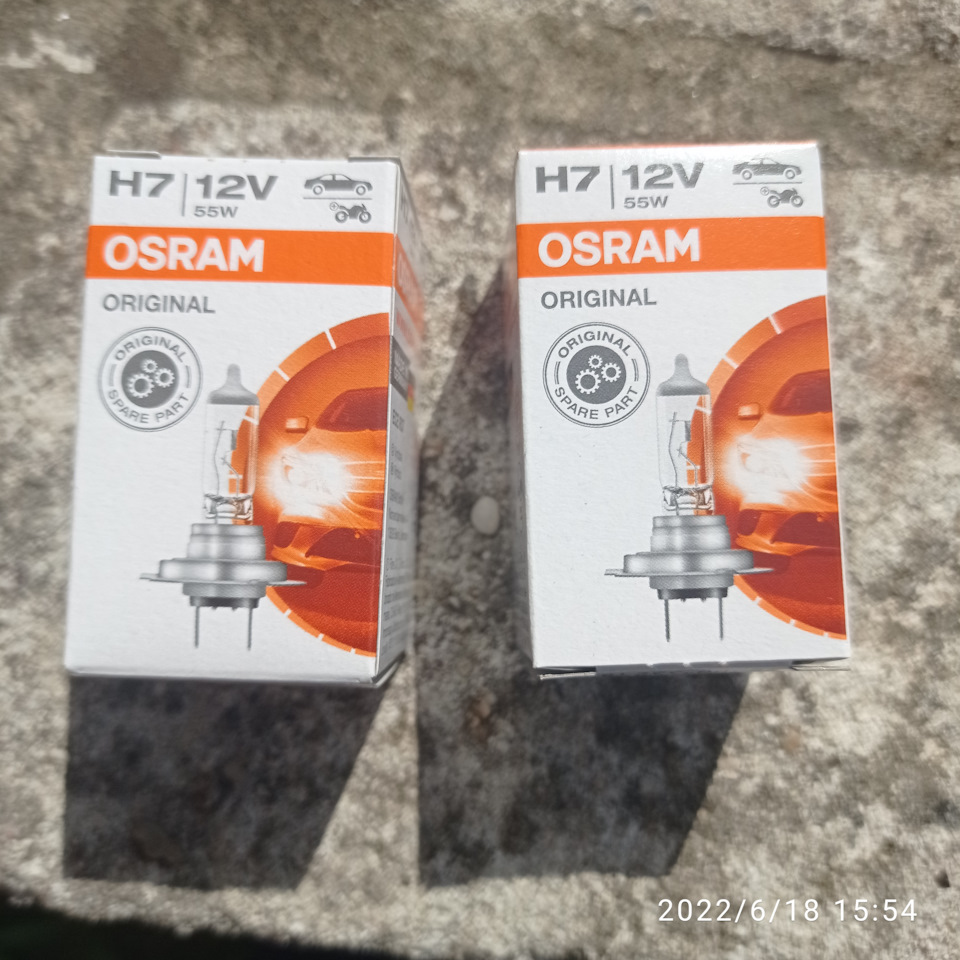 H7 12V
55W
OSRAM
ORIGINAL
ORIGINAL
SPARE PART
H7 12V
55W
OSRAM
ORIGINAL
ORIGINAL
SPARE PART
2022/6/18 15:54